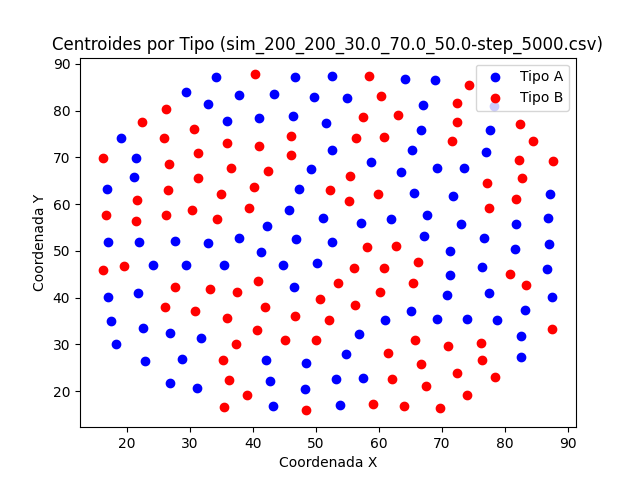 Centroides por Tipo (sim_200_200_30.0_70.0_50.0-step_5000.csv)
Tipo A
Tipo B
90
80
70
60
50
40
30
20
Coordenada Y
20 30 40 50 60 70 80 90
Coordenada X